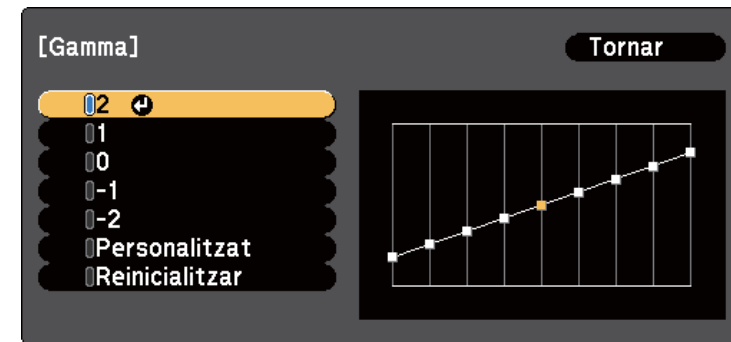 [Gamma]
Tornar
2
1
0
-1
-2
Personalitzat
Reinicialitzar